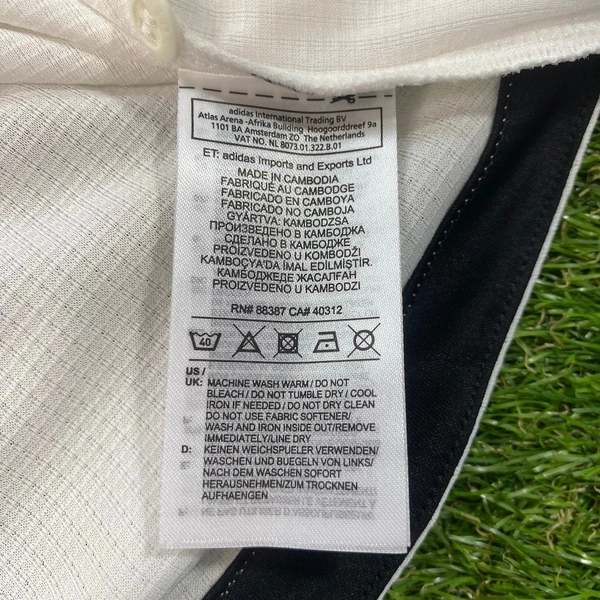 adidas International Trading BV
Atlas Arena -Afrika Building Hoogoorddreef 9a
1101 BA Amsterdam ZO The Netherlands
VAT NO. NL 8073.01.322.B.01
ET: adidas Imports and Exports Ltd
MADE IN CAMBODIA
FABRIQUÉ AU CAMBODGE
FABRICADO EN CAMBOYA
FABRICADO NO CAMBOJA
GYÁRTVA: KAMBODZSA
ПРОИЗВЕДЕНО В КАМБОДЖА
СДЕЛАНО В КАМБОДЖЕ
PROIZVEDENO U KOMBODŽI
KAMBOÇYA'DA İMAL EDİLMİŞTİR.
КАМБОДЖЕДЕ ЖАСАЛҒАН
PROIZVEDENO U KAMBODZI
RN# 88387 CA# 40312
40
US /
UK: MACHINE WASH WARM / DO NOT
BLEACH / DO NOT TUMBLE DRY / COOL
IRON IF NEEDED / DO NOT DRY CLEAN
DO NOT USE FABRIC SOFTENER/
WASH AND IRON INSIDE OUT/REMOVE
IMMEDIATELY/LINE DRY
D: KEINEN WEICHSPUELER VERWENDEN/
WASCHEN UND BUEGELN VON LINKS/
NACH DEM WASCHEN SOFORT
HERAUSNEHMEN/ZUM TROCKNEN
AUFHAENGEN